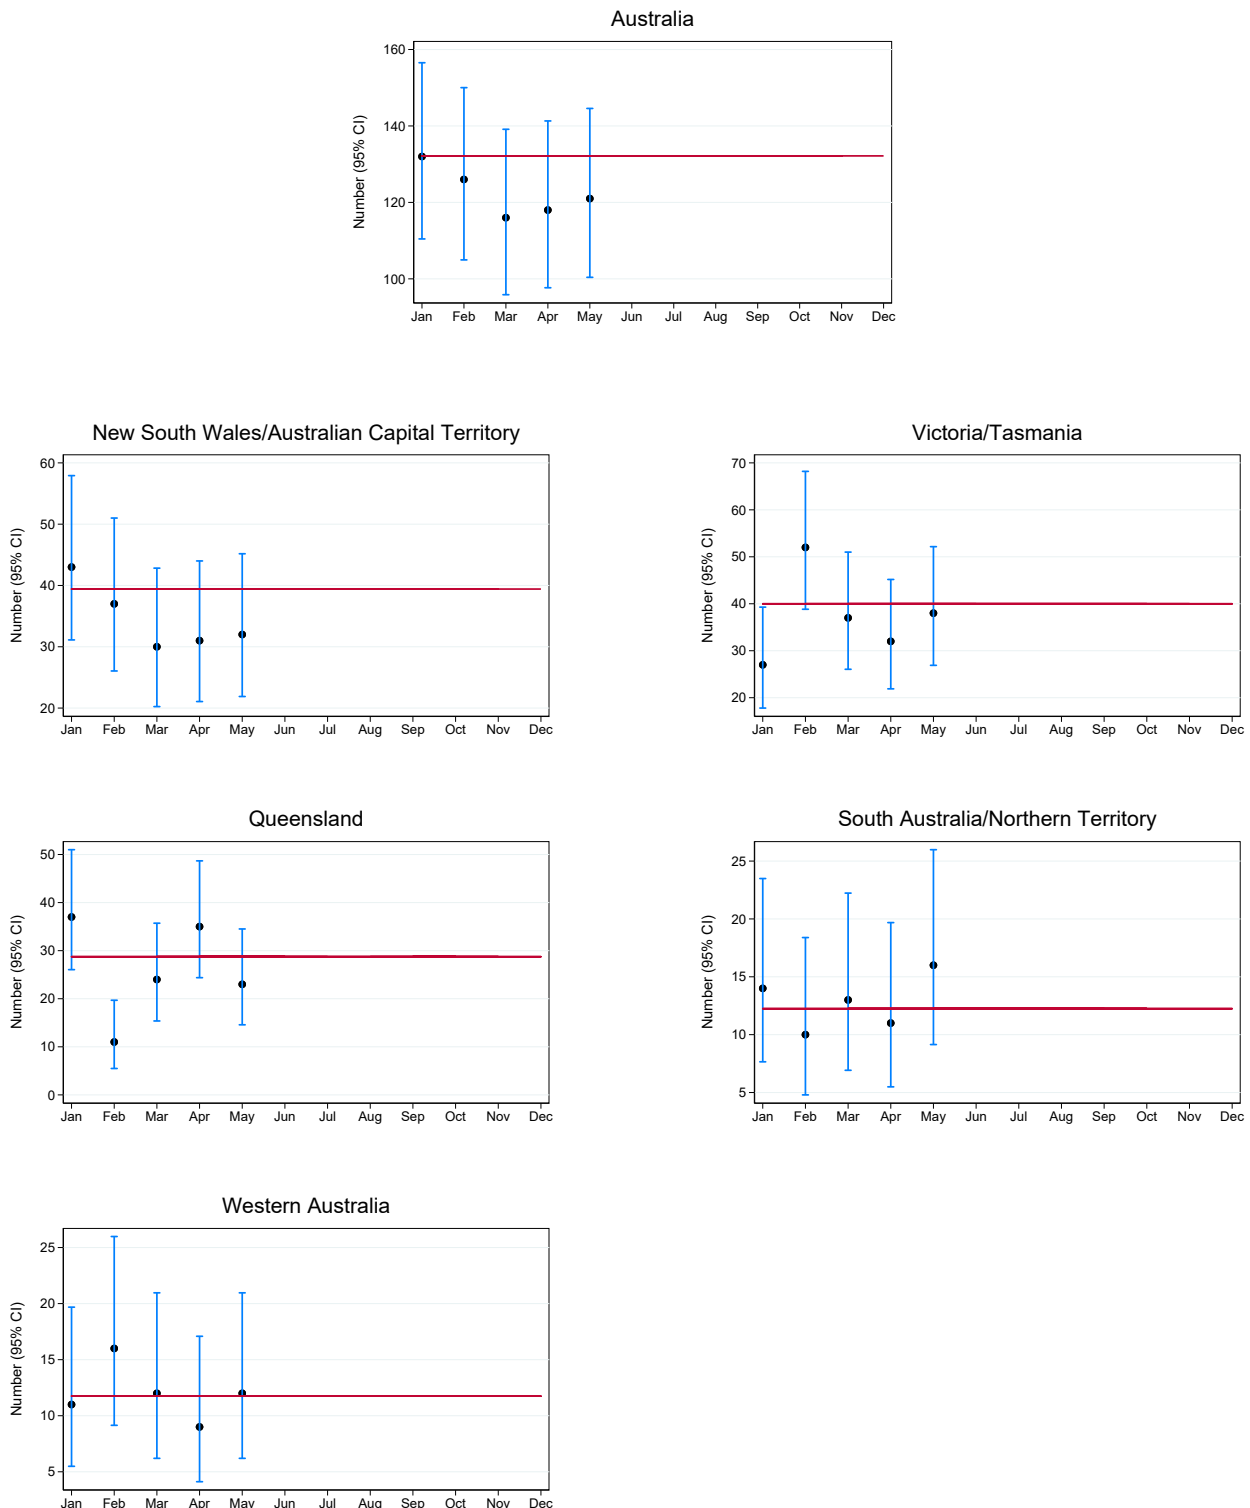 Australia
Number (95% CI)
160
140
120
100
Jan Feb Mar Apr May Jun Jul Aug Sep Oct Nov Dec
New South Wales/Australian Capital Territory
Number (95% CI)
60
50
40
30
20
Jan Feb Mar Apr May Jun Jul Aug Sep Oct Nov Dec
Victoria/Tasmania
Number (95% CI)
70
60
50
40
30
20
Jan Feb Mar Apr May Jun Jul Aug Sep Oct Nov Dec
Queensland
Number (95% CI)
50
40
30
20
10
0
Jan Feb Mar Apr May Jun Jul Aug Sep Oct Nov Dec
South Australia/Northern Territory
Number (95% CI)
25
20
15
10
5
Jan Feb Mar Apr May Jun Jul Aug Sep Oct Nov Dec
Western Australia
Number (95% CI)
25
20
15
10
5
Jan Feb Mar Apr May Jun Jul Aug Sep Oct Nov Dec